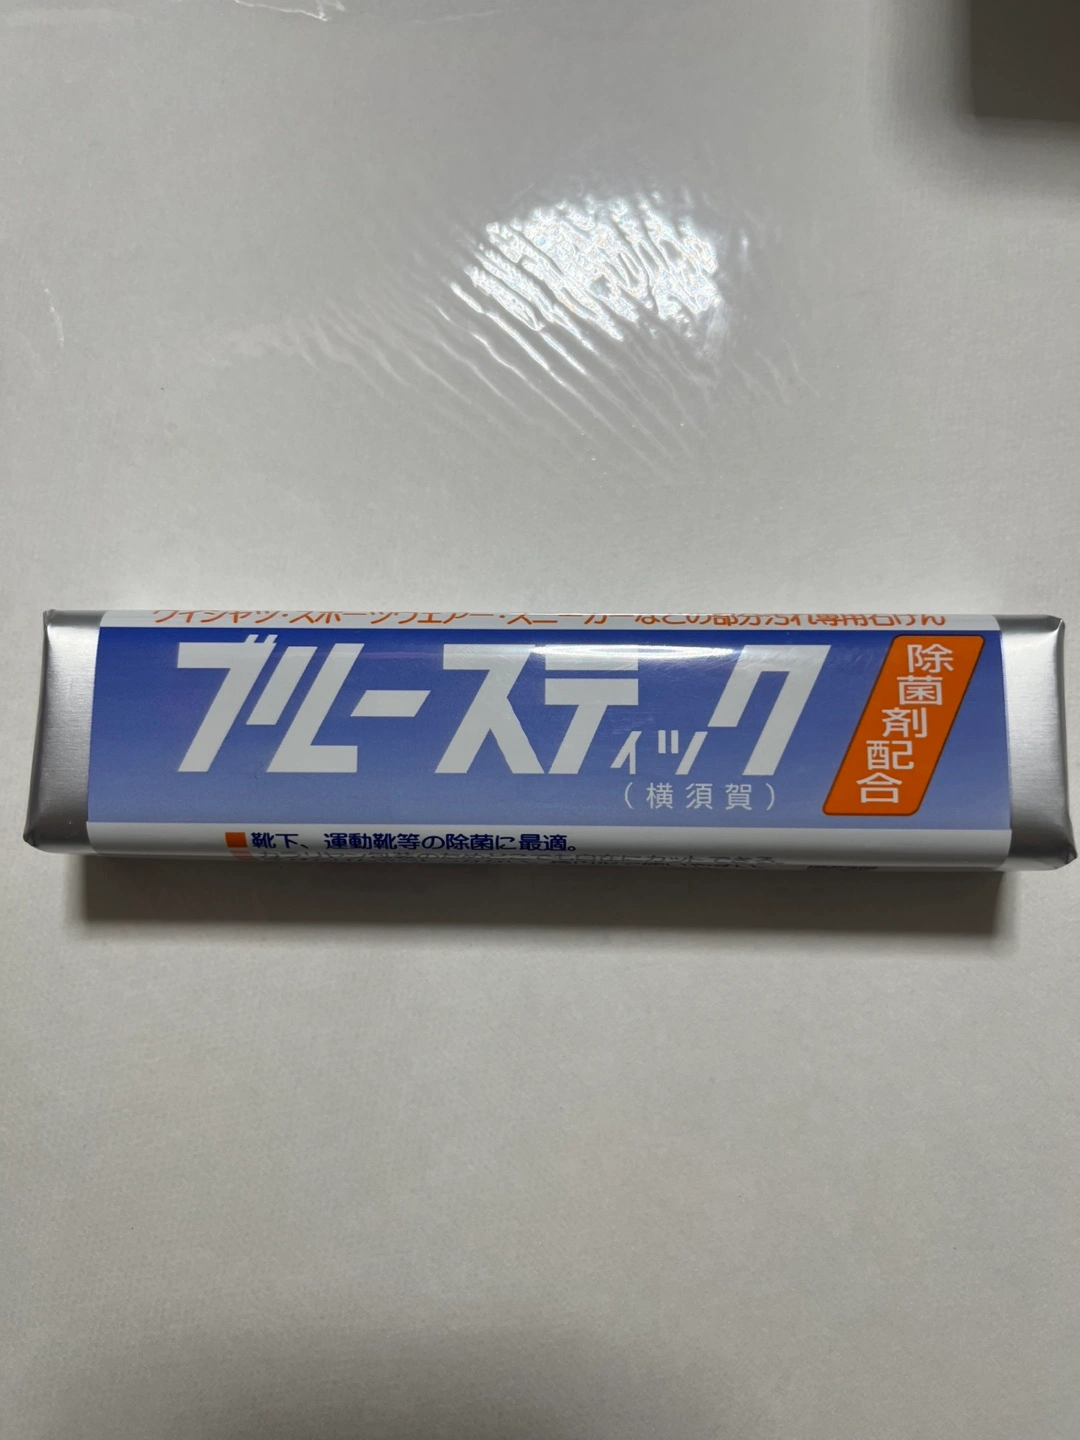 ワイシャツ・スポーツウエアー・スニーカーなどの部分汚れ専用石けん
ブルースティック
(横須賀)
除菌剤配合
靴下、運動靴等の除菌に最適。